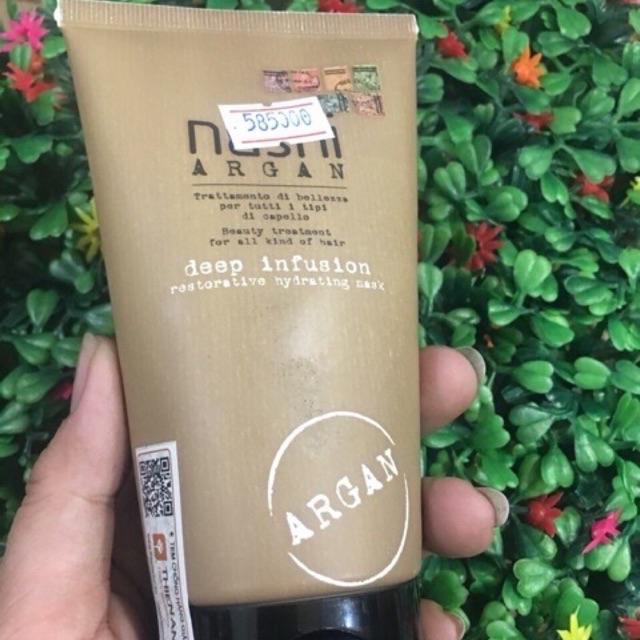 585000
nashi
ARGAN
Trattamento di bellezza
per tutti i tipi
di capello
Beauty treatment
for all kind of hair
deep infusion
restorative hydrating mask
ARGAN